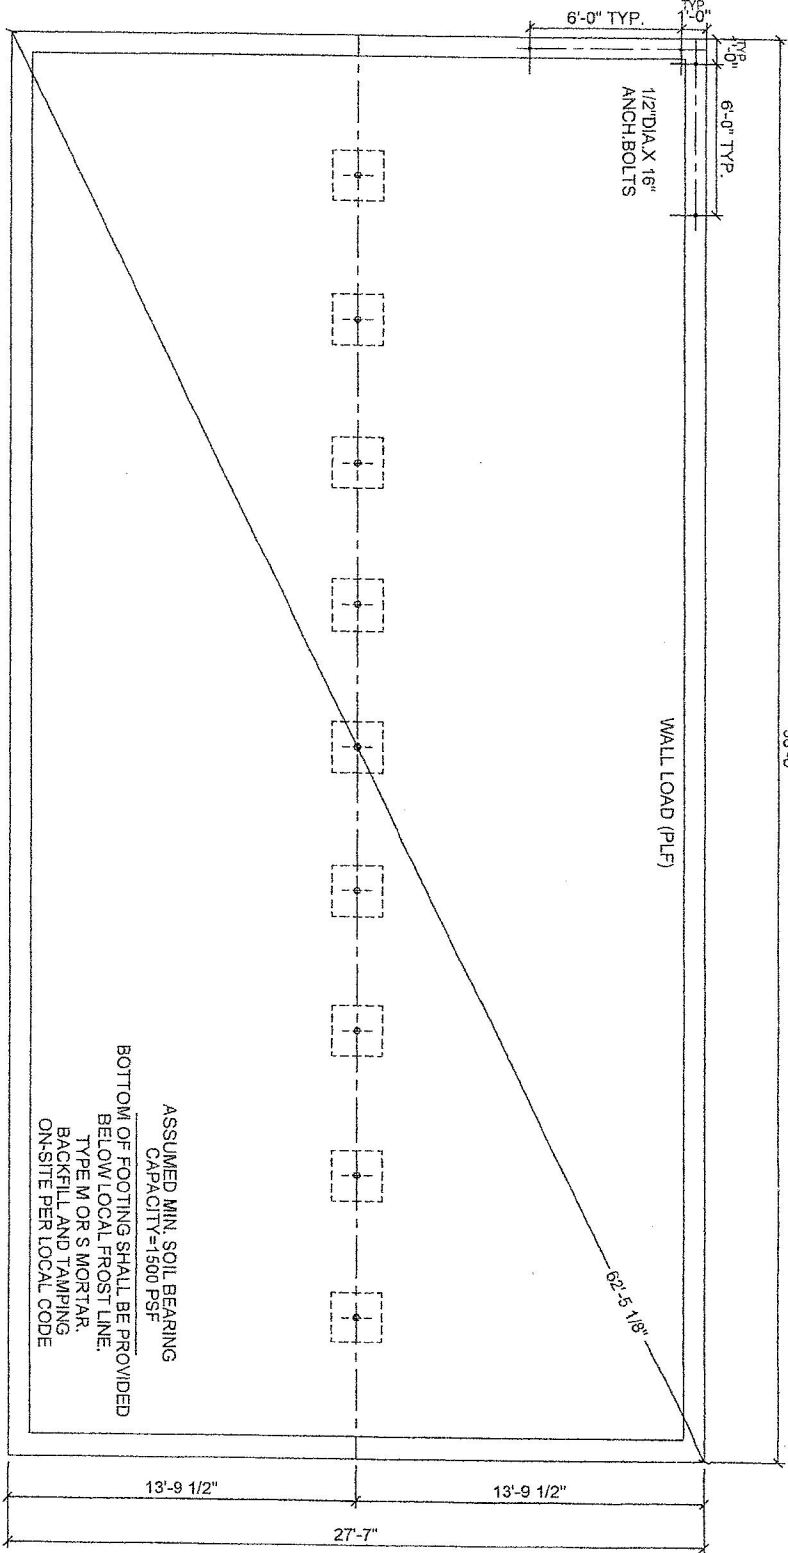 6'-0" TYP.
TYP.
1'-0"
TYP.
1'-0"
6'-0" TYP.
1/2"DIA.X 16"
ANCH.BOLTS
WALL LOAD (PLF)
62'-5 1/8"
ASSUMED MIN. SOIL BEARING
CAPACITY=1500 PSF
BOTTOM OF FOOTING SHALL BE PROVIDED
BELOW LOCAL FROST LINE.
TYPE M OR S MORTAR.
BACKFILL AND TAMPING
ON-SITE PER LOCAL CODE
13'-9 1/2"
13'-9 1/2"
27'-7"